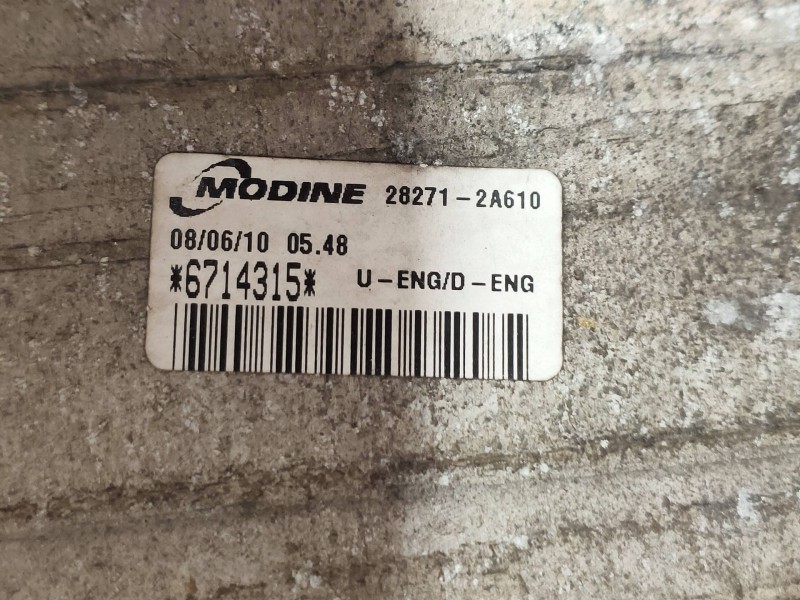 MODINE 28271-2A610
08/06/10 05.48
*6714315* U-ENG/D-ENG